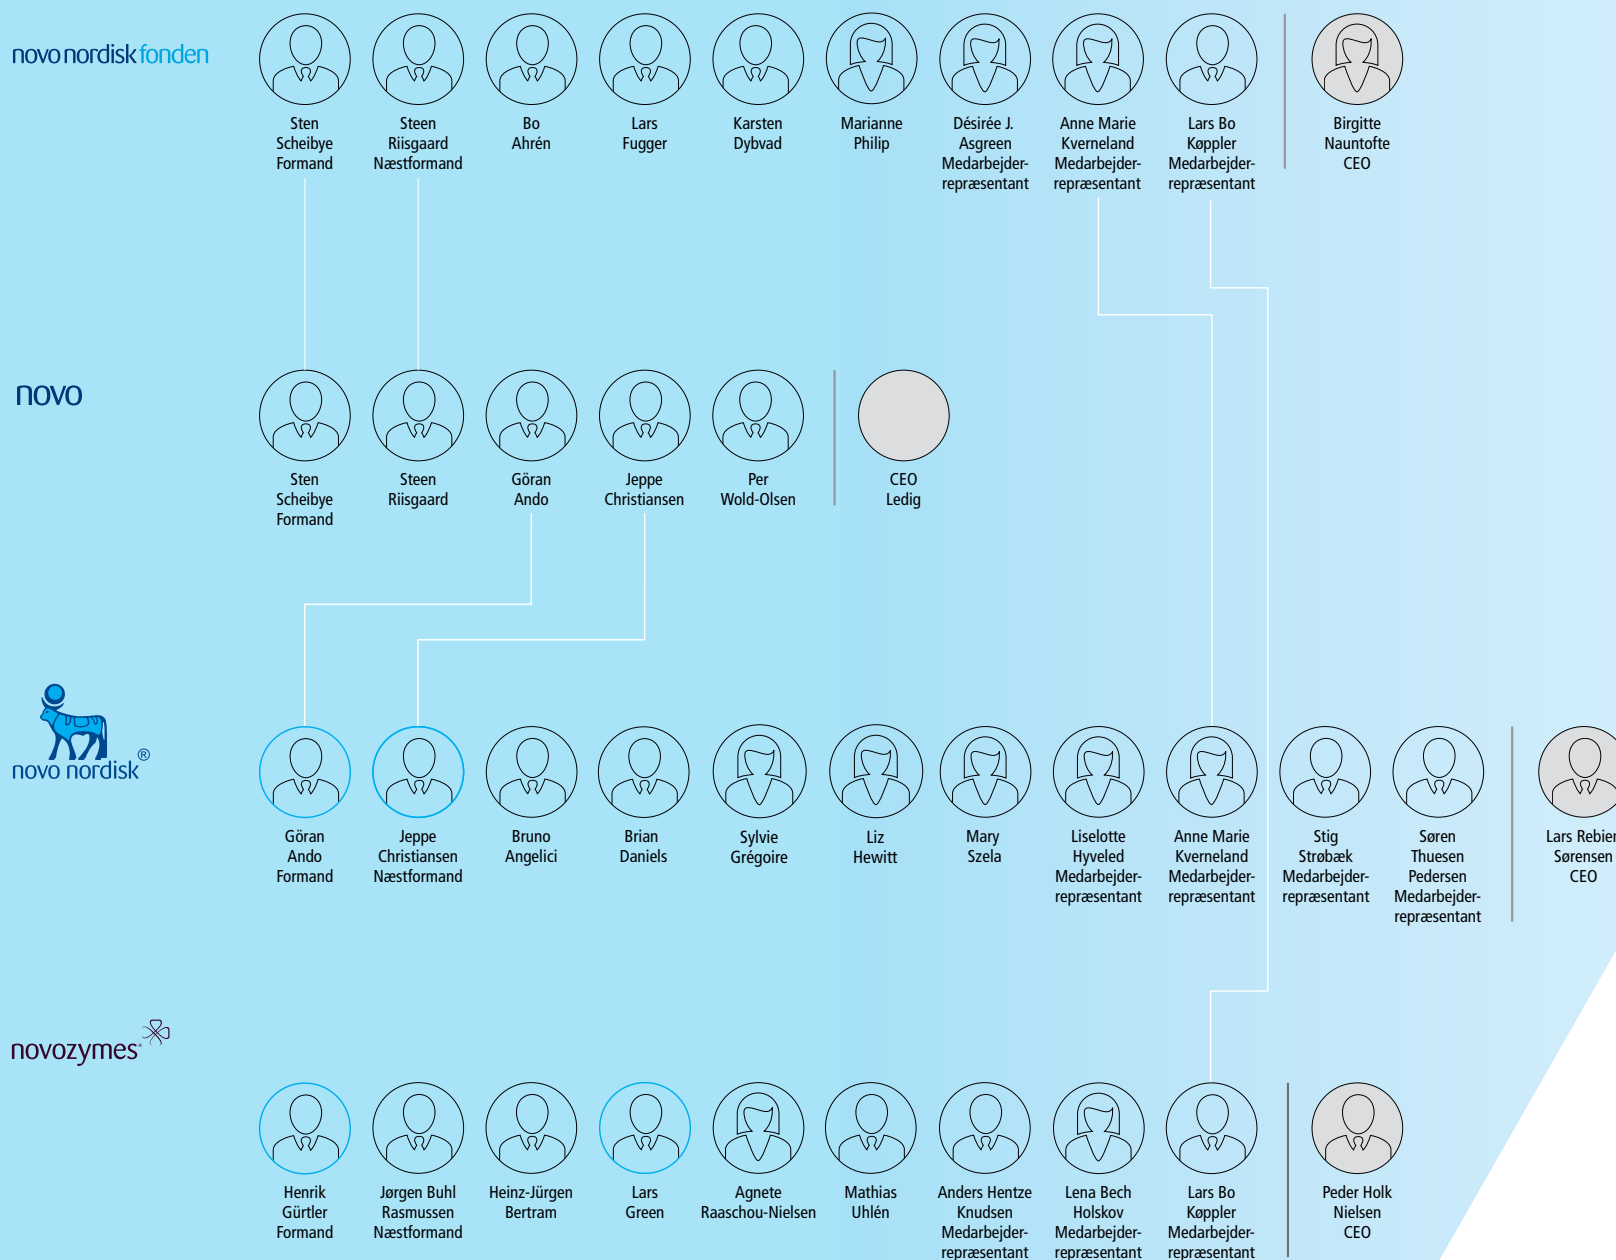 novo nordisk fonden
Sten
Scheibye
Formand
Steen
Riisgaard
Næstformand
Bo
Ahrén
Lars
Fugger
Karsten
Dybvad
Marianne
Philip
Désirée J.
Asgreen
Medarbejder-
repræsentant
Anne Marie
Kverneland
Medarbejder-
repræsentant
Lars Bo
Køppler
Medarbejder-
repræsentant
Birgitte
Nauntofte
CEO
novo
Sten
Scheibye
Formand
Steen
Riisgaard
Göran
Ando
Jeppe
Christiansen
Per
Wold-Olsen
CEO
Ledig
novo nordisk®
Göran
Ando
Formand
Jeppe
Christiansen
Næstformand
Bruno
Angelici
Brian
Daniels
Sylvie
Grégoire
Liz
Hewitt
Mary
Szela
Liselotte
Hyveled
Medarbejder-
repræsentant
Anne Marie
Kverneland
Medarbejder-
repræsentant
Stig
Strøbæk
Medarbejder-
repræsentant
Søren
Thuesen
Pedersen
Medarbejder-
repræsentant
Lars Rebien
Sørensen
CEO
novozymes
Henrik
Gürtler
Formand
Jørgen Buhl
Rasmussen
Næstformand
Heinz-Jürgen
Bertram
Lars
Green
Agnete
Raaschou-Nielsen
Mathias
Uhlén
Anders Hentze
Knudsen
Medarbejder-
repræsentant
Lena Bech
Holskov
Medarbejder-
repræsentant
Lars Bo
Køppler
Medarbejder-
repræsentant
Peder Holk
Nielsen
CEO